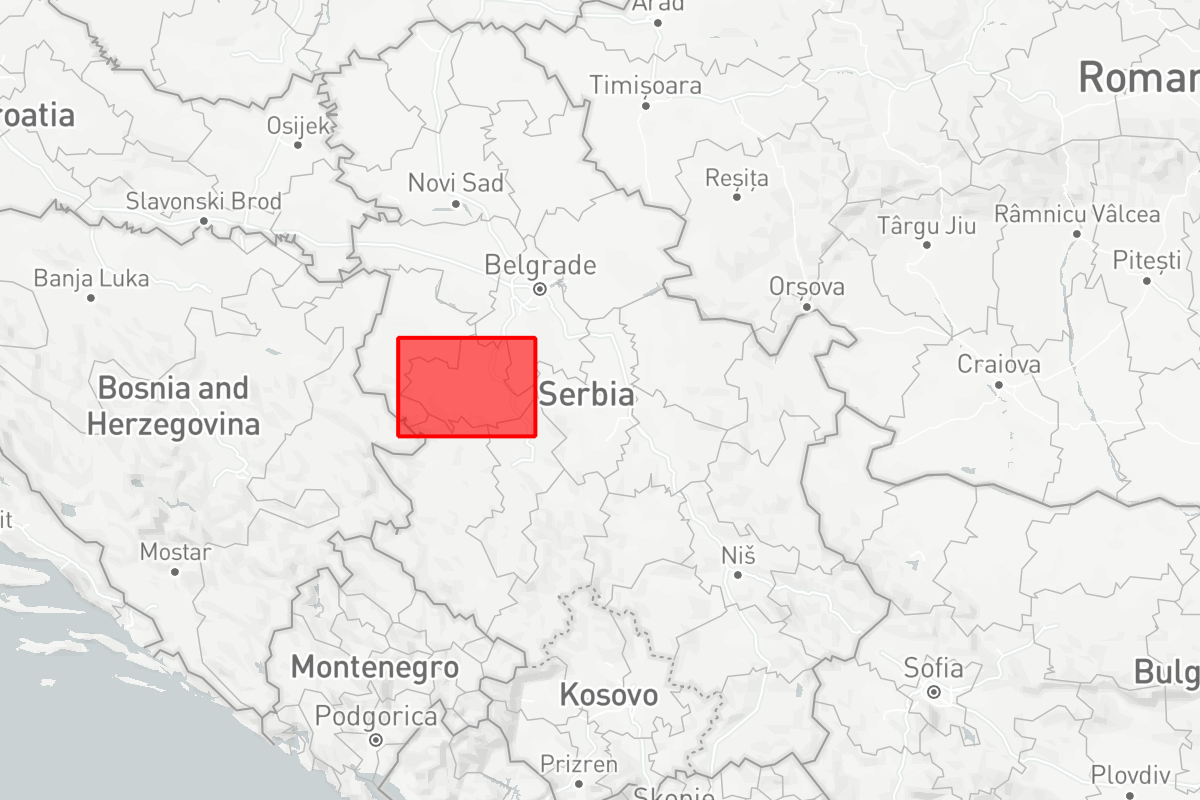 Arad
Romar
Timișoara
roatia
Osijek
Novi Sad
Reșița
Slavonski Brod
Târgu Jiu
Râmnicu Vâlcea
Belgrade
Pitești
Banja Luka
Orșova
Craiova
Bosnia and
Herzegovina
Serbia
it
Mostar
Niš
Montenegro
Kosovo
Sofia
Bulg
Podgorica
Prizren
Plovdiv
Skopje